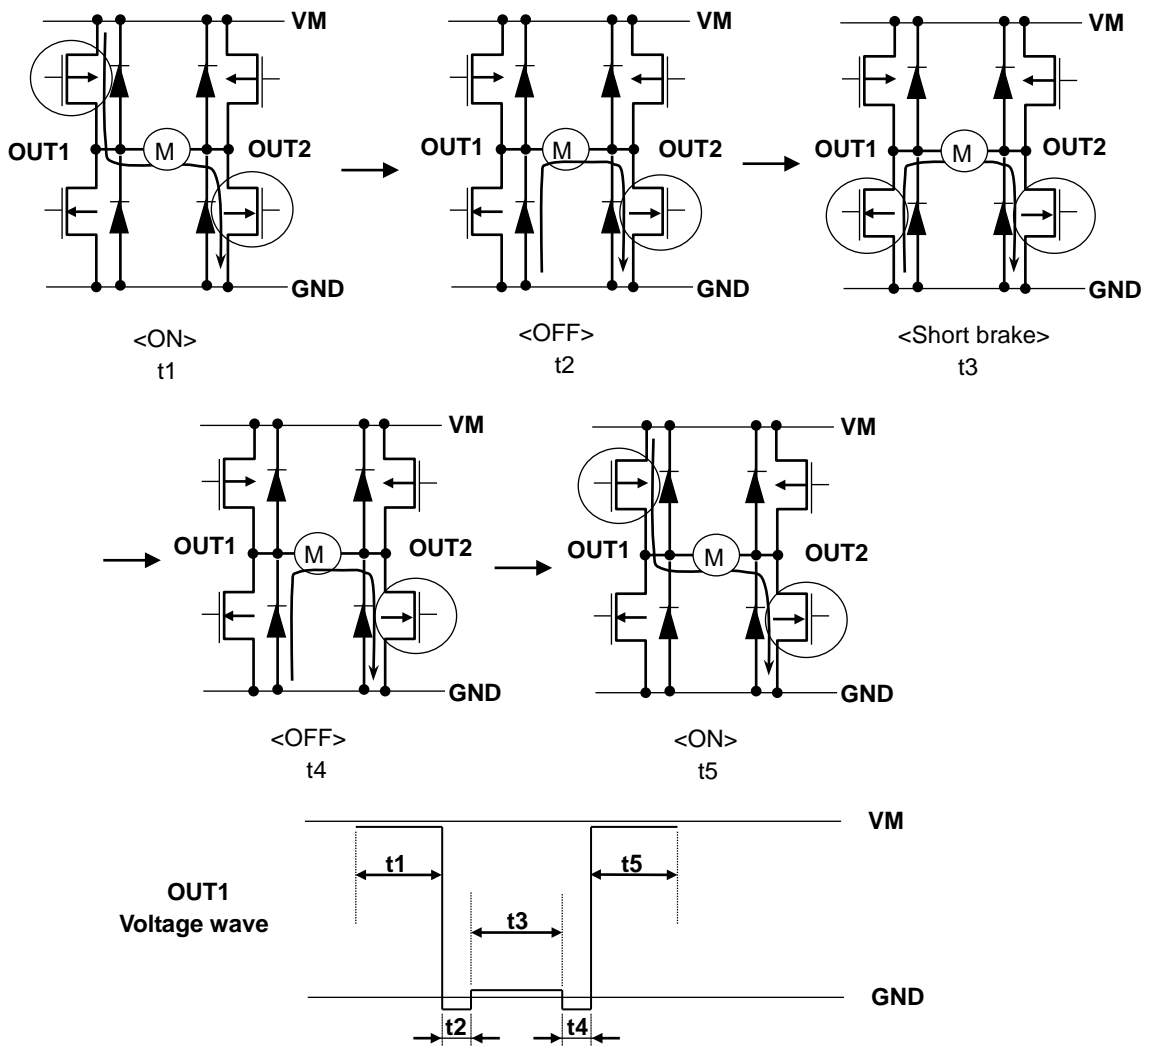 VM
OUT1
M
OUT2
GND
<ON>
t1
VM
OUT1
M
OUT2
GND
<OFF>
t2
VM
OUT1
M
OUT2
GND
<Short brake>
t3
VM
OUT1
M
OUT2
GND
<OFF>
t4
VM
OUT1
M
OUT2
GND
<ON>
t5
VM
t1
t5
OUT1
Voltage wave
t3
GND
t2
t4